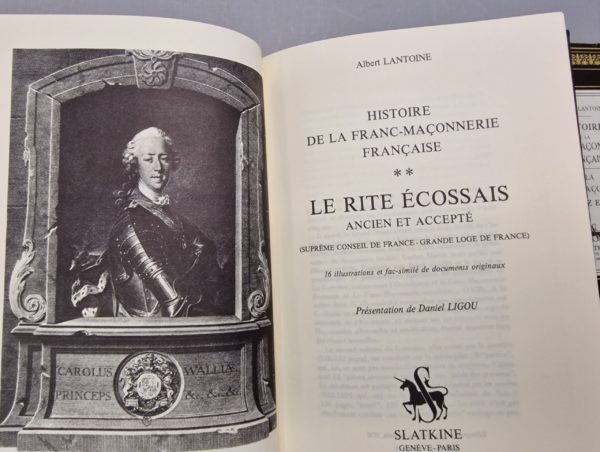 CAROLUS WALLIÆ
PRINCEPS &c, &c, &c.
Albert LANTOINE
HISTOIRE
DE LA FRANC-MAÇONNERIE
FRANÇAISE
**
LE RITE ÉCOSSAIS
ANCIEN ET ACCEPTÉ
(SUPRÊME CONSEIL DE FRANCE - GRANDE LOGE DE FRANCE)
16 illustrations et fac-similé de documents originaux
Présentation de Daniel LIGOU
SLATKINE
GENÈVE - PARIS